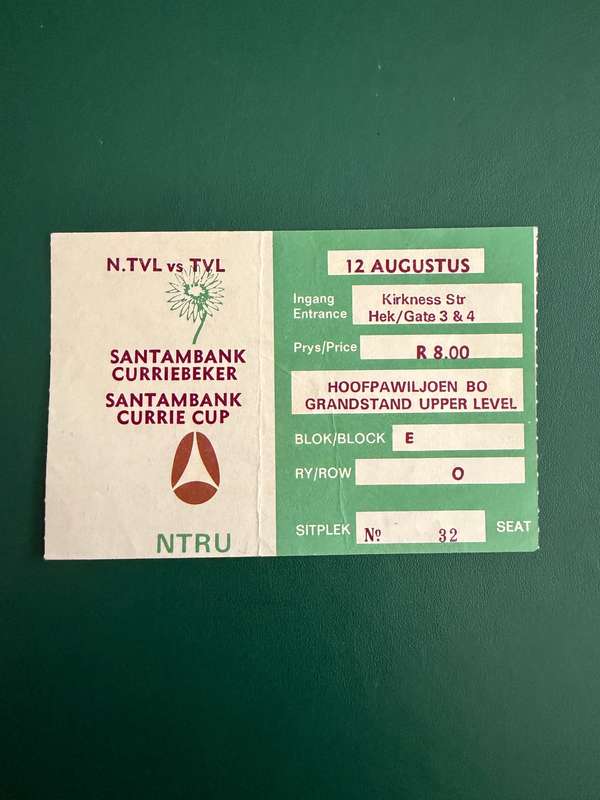 N.TVL vs TVL
SANTAMBANK
CURRIEBEKER
SANTAMBANK
CURRIE CUP
NTRU
12 AUGUSTUS
Ingang Kirkness Str
Entrance Hek/Gate 3 & 4
Prys/Price R 8.00
HOOFPAWILJOEN BO
GRANDSTAND UPPER LEVEL
BLOK/BLOCK E
RY/ROW O
SITPLEK Nº 32 SEAT